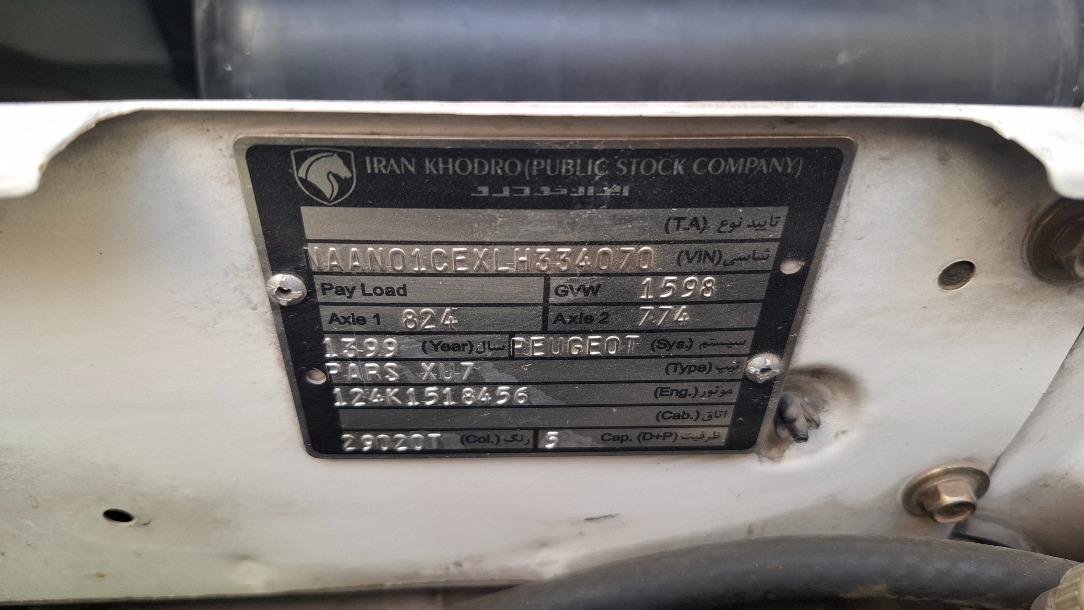 IRAN KHODRO (PUBLIC STOCK COMPANY)
ایران خودرو
تایید نوع (T.A)
NAAN01CEXLH334070 شاسی (VIN)
Pay Load GVW 1598
Axle 1 824 Axle 2 774
1399 سال (Year) PEUGEOT سیستم (Sys.)
PARS XU7 تیپ (Type)
124K1518456 موتور (Eng.)
اتاق (Cab.)
29020T رنگ (Col.) 5 Cap. (D+P) ظرفیت